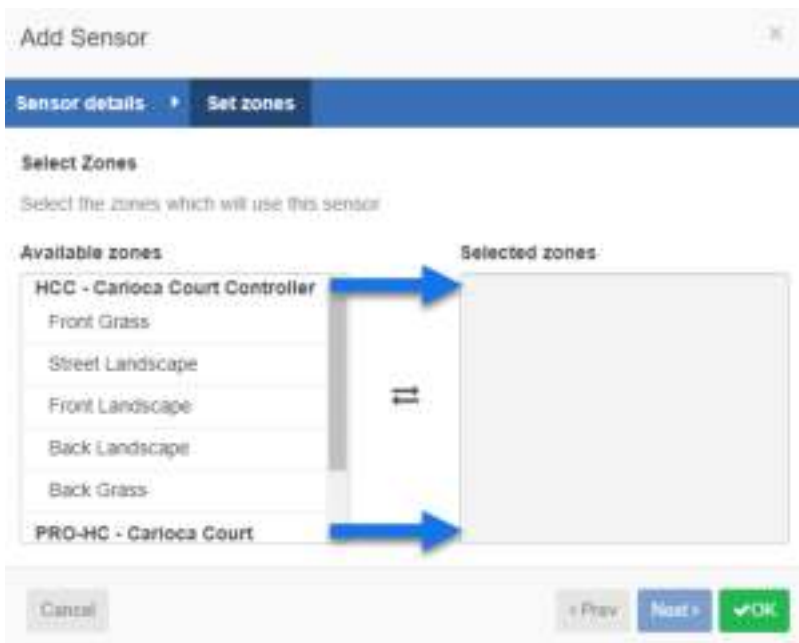 Add Sensor
×
Sensor details
Set zones
Select Zones
Select the zones which will use this sensor
Available zones
Selected zones
HCC - Carioca Court Controller
Front Grass
Street Landscape
Front Landscape
Back Landscape
Back Grass
PRO-HC - Carioca Court
Cancel
‹ Prev
Next ›
✔OK